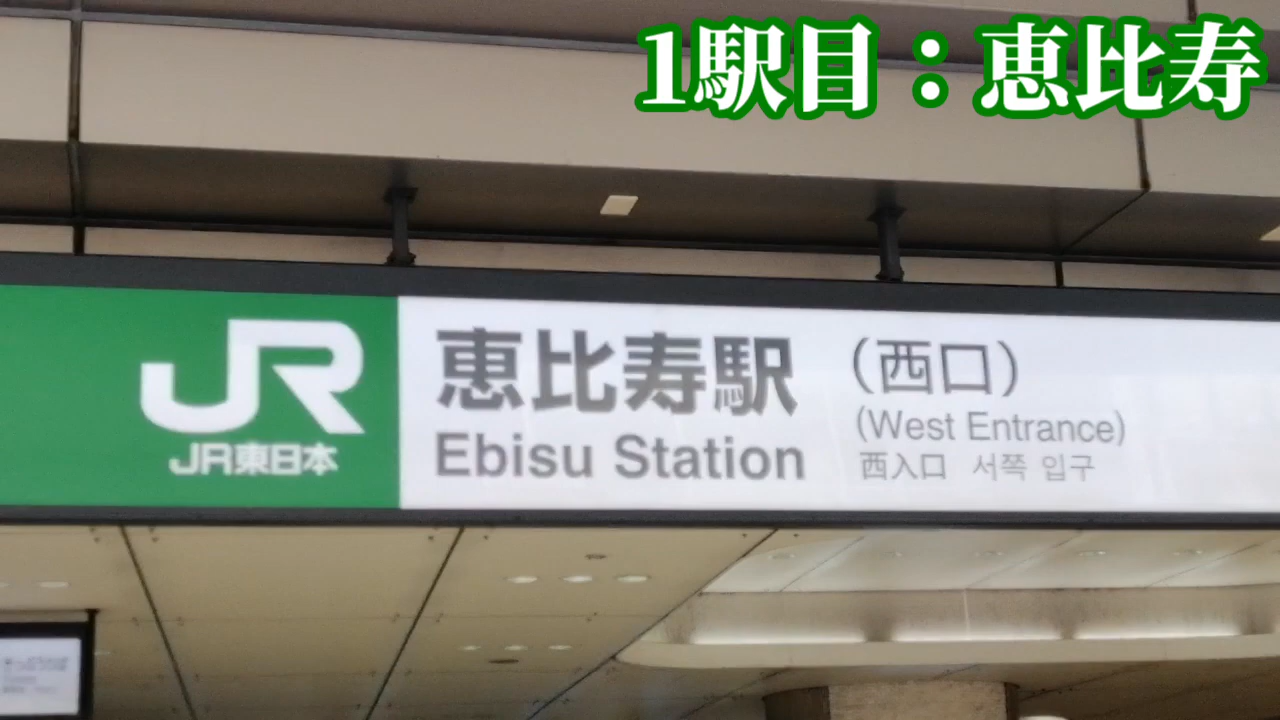 1駅目：恵比寿
JR
JR東日本
恵比寿駅
Ebisu Station
（西口）
(West Entrance)
西入口 서쪽 입구